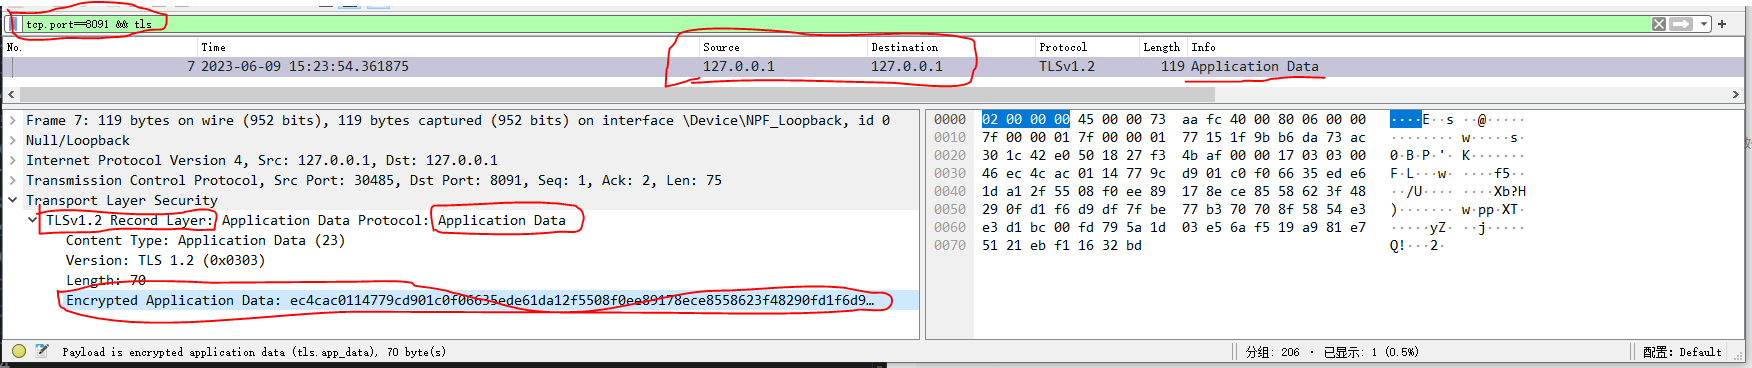 tcp.port==8091 && tls
No. Time Source Destination Protocol Length Info
7 2023-06-09 15:23:54.361875 127.0.0.1 127.0.0.1 TLSv1.2 119 Application Data
Frame 7: 119 bytes on wire (952 bits), 119 bytes captured (952 bits) on interface \Device\NPF_Loopback, id 0
Null/Loopback
Internet Protocol Version 4, Src: 127.0.0.1, Dst: 127.0.0.1
Transmission Control Protocol, Src Port: 30485, Dst Port: 8091, Seq: 1, Ack: 2, Len: 75
Transport Layer Security
TLSv1.2 Record Layer: Application Data Protocol: Application Data
Content Type: Application Data (23)
Version: TLS 1.2 (0x0303)
Length: 70
Encrypted Application Data: ec4cac0114779cd901c0f06635ede61da12f5508f0ee89178ece8558623f48290fd1f6d9…
0000 02 00 00 00 45 00 00 73 aa fc 40 00 80 06 00 00 ····E··s ··@·····
0010 7f 00 00 01 7f 00 00 01 77 15 1f 9b b6 da 73 ac ········ w·····s·
0020 30 1c 42 e0 50 18 27 f3 4b af 00 00 17 03 03 00 0·B·P·'· K·······
0030 46 ec 4c ac 01 14 77 9c d9 01 c0 f0 66 35 ed e6 F·L···w· ····f5··
0040 1d a1 2f 55 08 f0 ee 89 17 8e ce 85 58 62 3f 48 ··/U···· ····Xb?H
0050 29 0f d1 f6 d9 df 7f be 77 b3 70 70 8f 58 54 e3 )······· w·pp·XT·
0060 e3 d1 bc 00 fd 79 5a 1d 03 e5 6a f5 19 a9 81 e7 ·····yZ· ··j·····
0070 51 21 eb f1 16 32 bd Q!···2·
Payload is encrypted application data (tls.app_data), 70 byte(s)
分组: 206 · 已显示: 1 (0.5%)
配置: Default